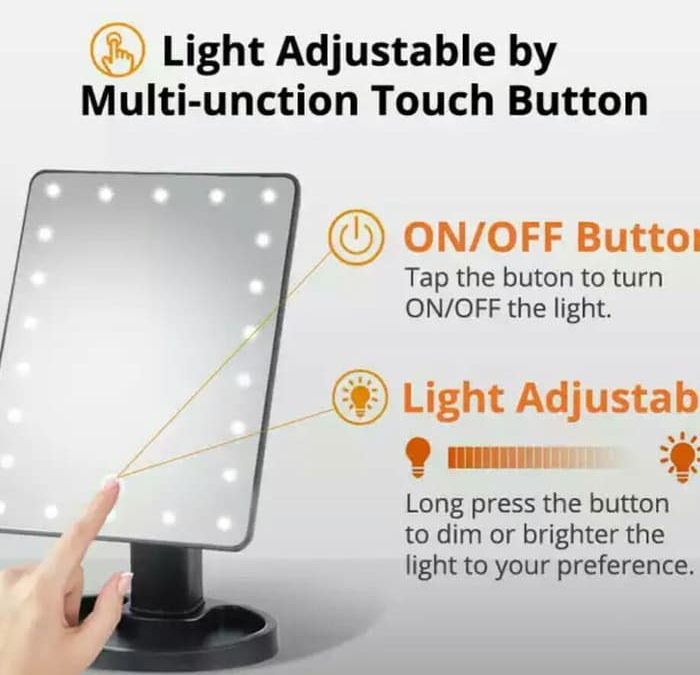 Light Adjustable by
Multi-unction Touch Button
ON/OFF Button
Tap the buton to turn
ON/OFF the light.
Light Adjustab
Long press the button
to dim or brighter the
light to your preference.